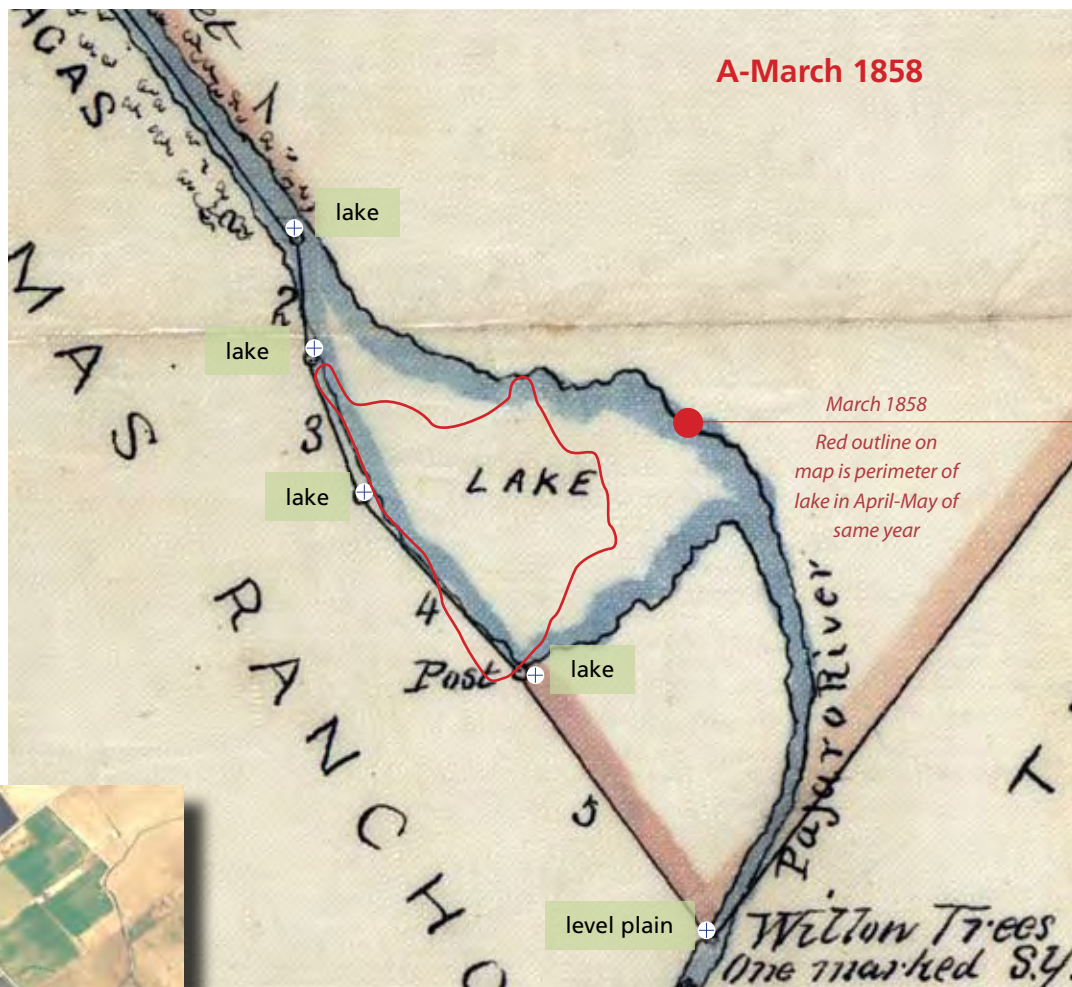 et
AGAS
A-March 1858
1
lake
2
lake
MAS
3
March 1858
Red outline on
map is perimeter of
lake in April-May of
same year
LAKE
lake
4
RANCHO
Post
lake
Pajaro River
5
T
level plain
Willow Trees
One marked S.Y.